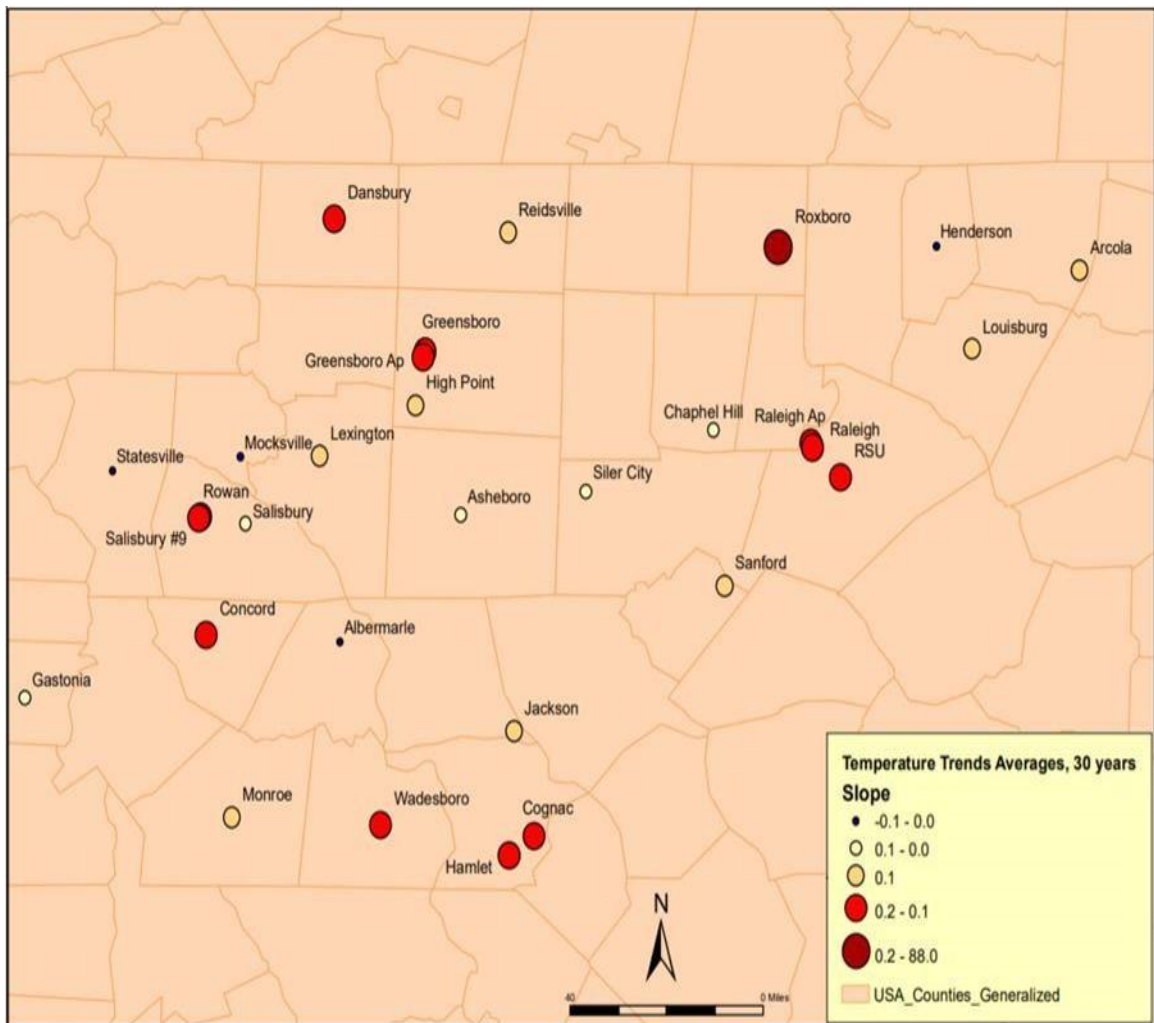 Dansbury
Reidsville
Roxboro
Henderson
Arcola
Greensboro
Louisburg
Greensboro Ap
High Point
Chaphel Hill
Raleigh Ap
Raleigh
RSU
Lexington
Mocksville
Statesville
Siler City
Rowan
Asheboro
Salisbury
Salisbury #9
Sanford
Concord
Albermarle
Gastonia
Jackson
Monroe
Wadesboro
Cognac
Hamlet
N
40
0 Miles
Temperature Trends Averages, 30 years
Slope
-0.1 - 0.0
0.1 - 0.0
0.1
0.2 - 0.1
0.2 - 88.0
USA_Counties_Generalized